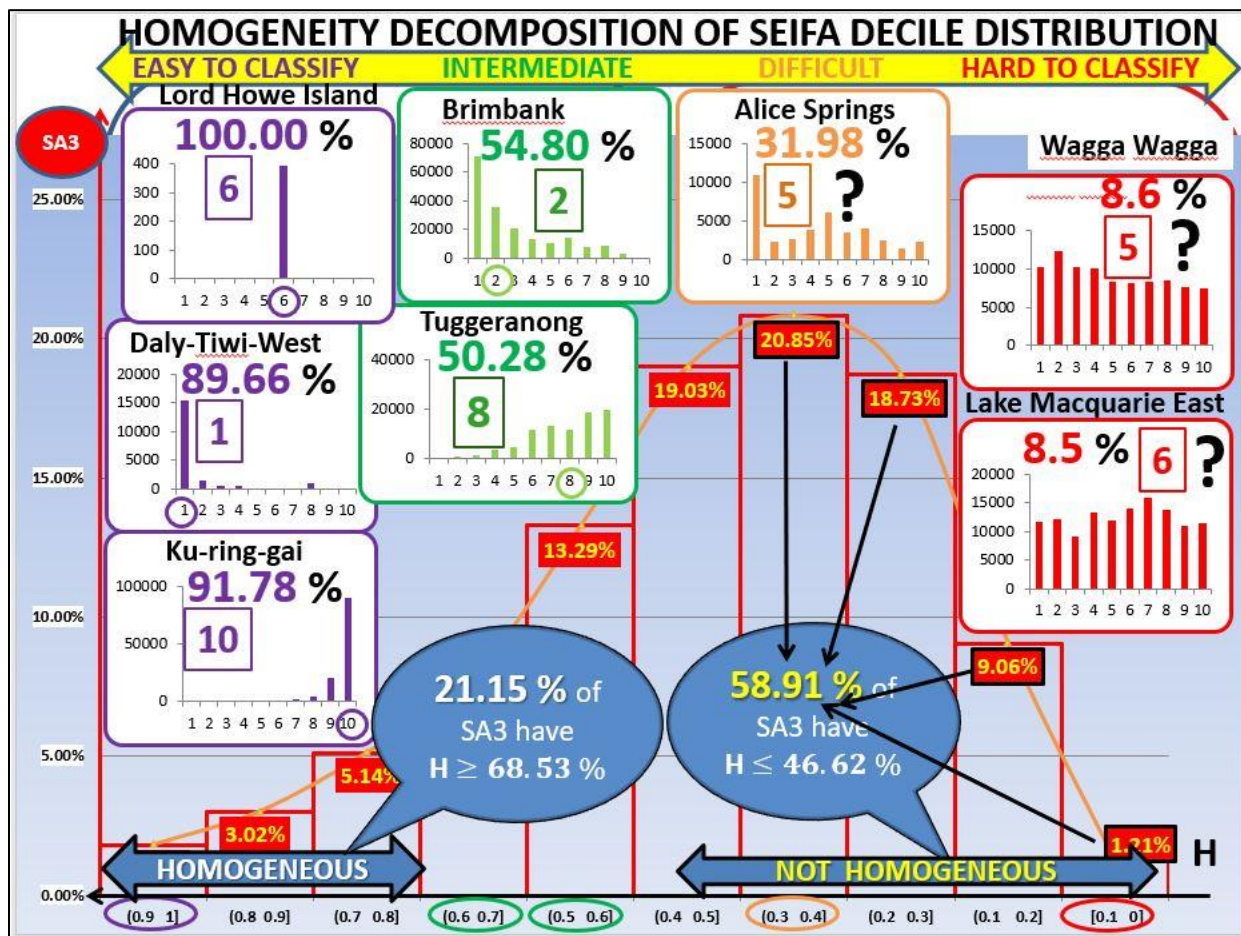 HOMOGENEITY DECOMPOSITION OF SEIFA DECILE DISTRIBUTION
EASY TO CLASSIFY INTERMEDIATE DIFFICULT HARD TO CLASSIFY
SA3
25.00%
20.00%
15.00%
10.00%
5.00%
0.00%
Lord Howe Island
100.00 %
6
400
300
200
100
0
1 2 3 4 5 6 7 8 9 10
Daly-Tiwi-West
89.66 %
1
20000
15000
10000
5000
0
1 2 3 4 5 6 7 8 9 10
Ku-ring-gai
91.78 %
10
100000
50000
0
1 2 3 4 5 6 7 8 9 10
Brimbank
54.80 %
2
80000
60000
40000
20000
0
1 2 3 4 5 6 7 8 9 10
Tuggeranong
50.28 %
8
40000
20000
0
1 2 3 4 5 6 7 8 9 10
Alice Springs
31.98 %
5 ?
15000
10000
5000
0
1 2 3 4 5 6 7 8 9 10
Wagga Wagga
8.6 %
5 ?
15000
10000
5000
0
1 2 3 4 5 6 7 8 9 10
Lake Macquarie East
8.5 % 6 ?
20000
15000
10000
5000
0
1 2 3 4 5 6 7 8 9 10
3.02%
5.14%
13.29%
19.03%
20.85%
18.73%
9.06%
1.21%
21.15 % of
SA3 have
H ≥ 68.53 %
58.91 % of
SA3 have
H ≤ 46.62 %
HOMOGENEOUS
NOT HOMOGENEOUS
H
(0.9 1] (0.8 0.9] (0.7 0.8] (0.6 0.7] (0.5 0.6] (0.4 0.5] (0.3 0.4] (0.2 0.3] (0.1 0.2] [0.1 0]